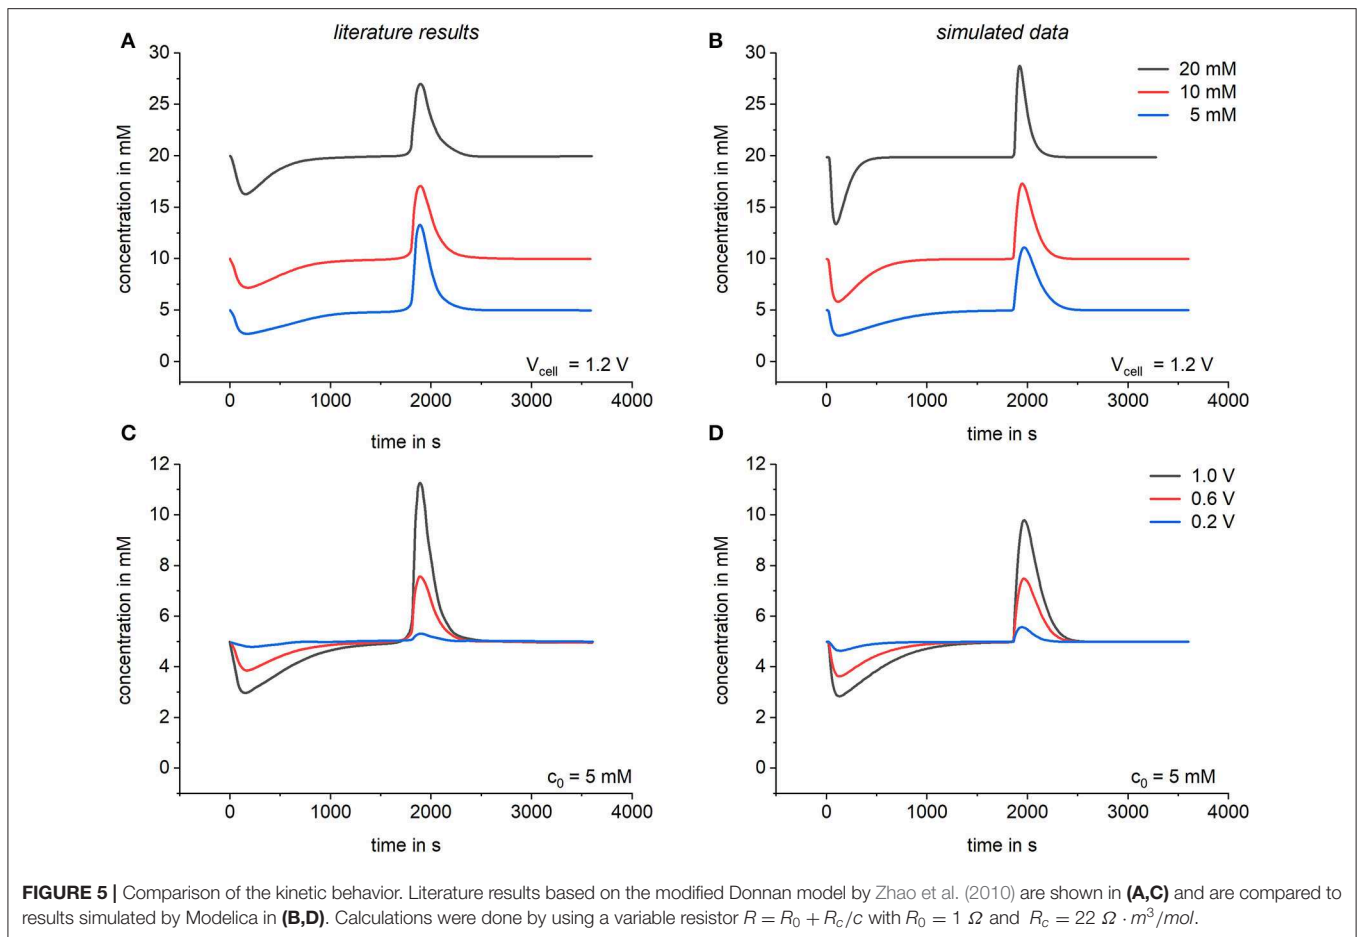 A
literature results
30
25
20
15
10
5
0
concentration in mM
V_cell = 1.2 V
0 1000 2000 3000 4000
time in s
B
simulated data
20 mM
10 mM
5 mM
30
25
20
15
10
5
0
concentration in mM
V_cell = 1.2 V
0 1000 2000 3000 4000
time in s
C
12
10
8
6
4
2
0
concentration in mM
c_0 = 5 mM
0 1000 2000 3000 4000
time in s
D
1.0 V
0.6 V
0.2 V
12
10
8
6
4
2
0
concentration in mM
c_0 = 5 mM
0 1000 2000 3000 4000
time in s
FIGURE 5 | Comparison of the kinetic behavior. Literature results based on the modified Donnan model by Zhao et al. (2010) are shown in (A,C) and are compared to
results simulated by Modelica in (B,D). Calculations were done by using a variable resistor R = R_0 + R_c/c with R_0 = 1 Ω and R_c = 22 Ω · m³/mol.